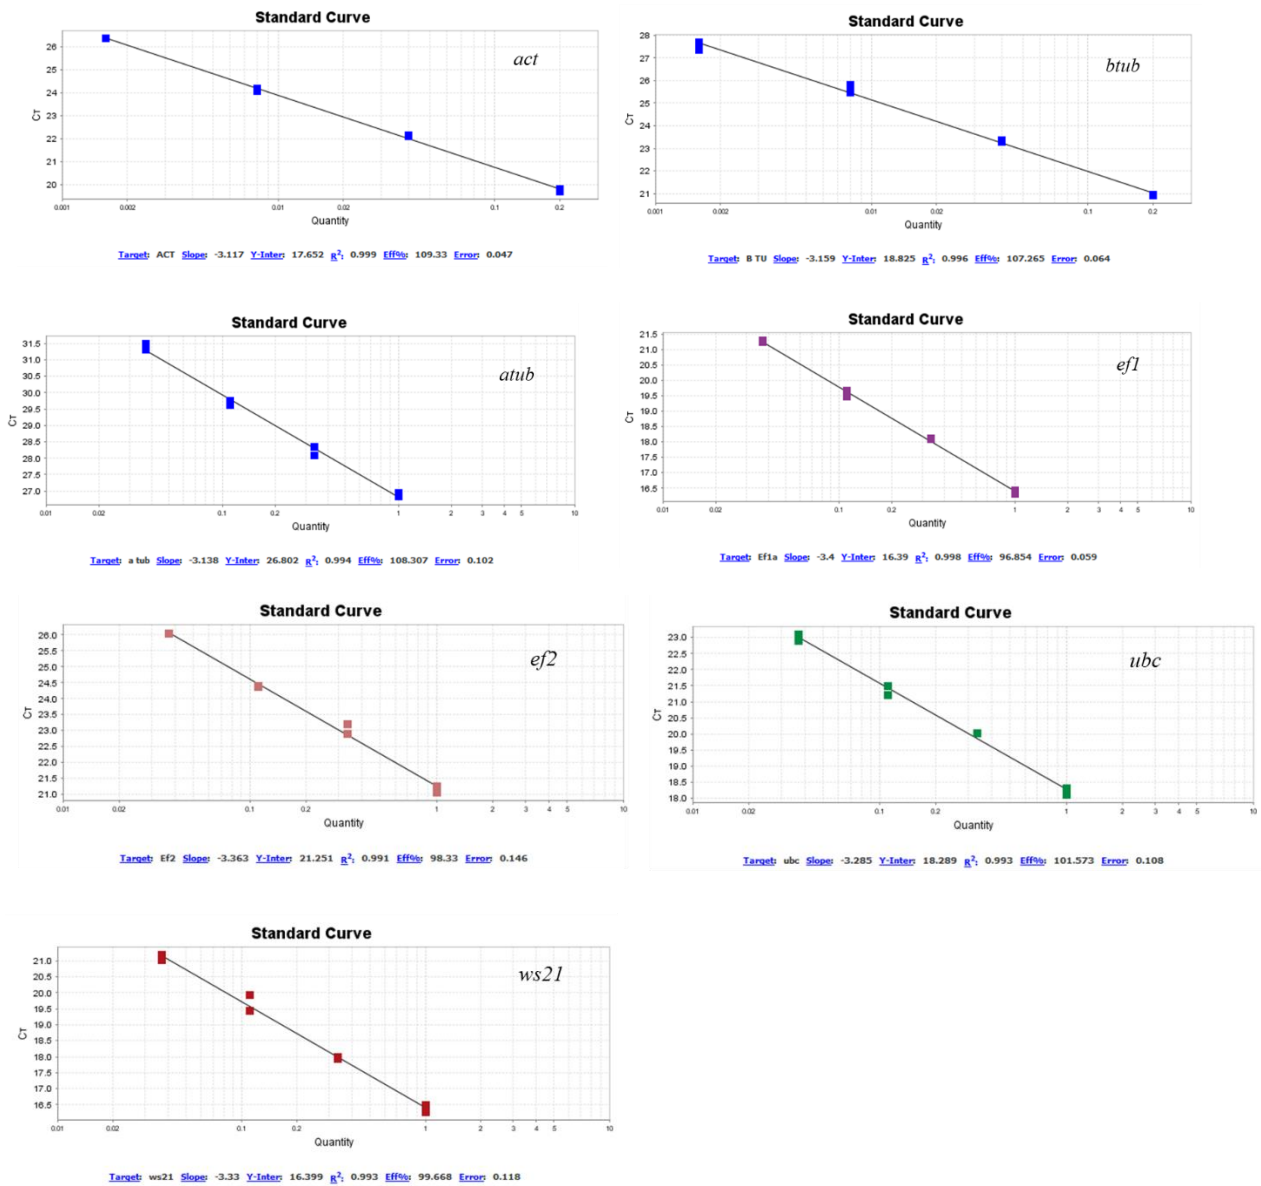 Standard Curve
act
26
25
24
23
22
21
20
CT
0.001 0.002 0.01 0.02 0.1 0.2
Quantity
Target: ACT Slope: -3.117 Y-Inter: 17.652 R²: 0.999 Eff%: 109.33 Error: 0.047
Standard Curve
btub
28
27
26
25
24
23
22
21
CT
0.001 0.002 0.01 0.02 0.1 0.2
Quantity
Target: B TU Slope: -3.159 Y-Inter: 18.825 R²: 0.996 Eff%: 107.265 Error: 0.064
Standard Curve
atub
31.5
31.0
30.5
30.0
29.5
29.0
28.5
28.0
27.5
27.0
CT
0.01 0.02 0.1 0.2 1 2 3 4 5 10
Quantity
Target: a tub Slope: -3.138 Y-Inter: 26.802 R²: 0.994 Eff%: 108.307 Error: 0.102
Standard Curve
ef1
21.5
21.0
20.5
20.0
19.5
19.0
18.5
18.0
17.5
17.0
16.5
CT
0.01 0.02 0.1 0.2 1 2 3 4 5 10
Quantity
Target: Ef1a Slope: -3.4 Y-Inter: 16.39 R²: 0.998 Eff%: 96.854 Error: 0.059
Standard Curve
ef2
26.0
25.5
25.0
24.5
24.0
23.5
23.0
22.5
22.0
21.5
21.0
CT
0.01 0.02 0.1 0.2 1 2 3 4 5 10
Quantity
Target: Ef2 Slope: -3.363 Y-Inter: 21.251 R²: 0.991 Eff%: 98.33 Error: 0.146
Standard Curve
ubc
23.0
22.5
22.0
21.5
21.0
20.5
20.0
19.5
19.0
18.5
18.0
CT
0.01 0.02 0.1 0.2 1 2 3 4 5 10
Quantity
Target: ubc Slope: -3.285 Y-Inter: 18.289 R²: 0.993 Eff%: 101.573 Error: 0.108
Standard Curve
ws21
21.0
20.5
20.0
19.5
19.0
18.5
18.0
17.5
17.0
16.5
CT
0.01 0.02 0.1 0.2 1 2 3 4 5 10
Quantity
Target: ws21 Slope: -3.33 Y-Inter: 16.399 R²: 0.993 Eff%: 99.668 Error: 0.118